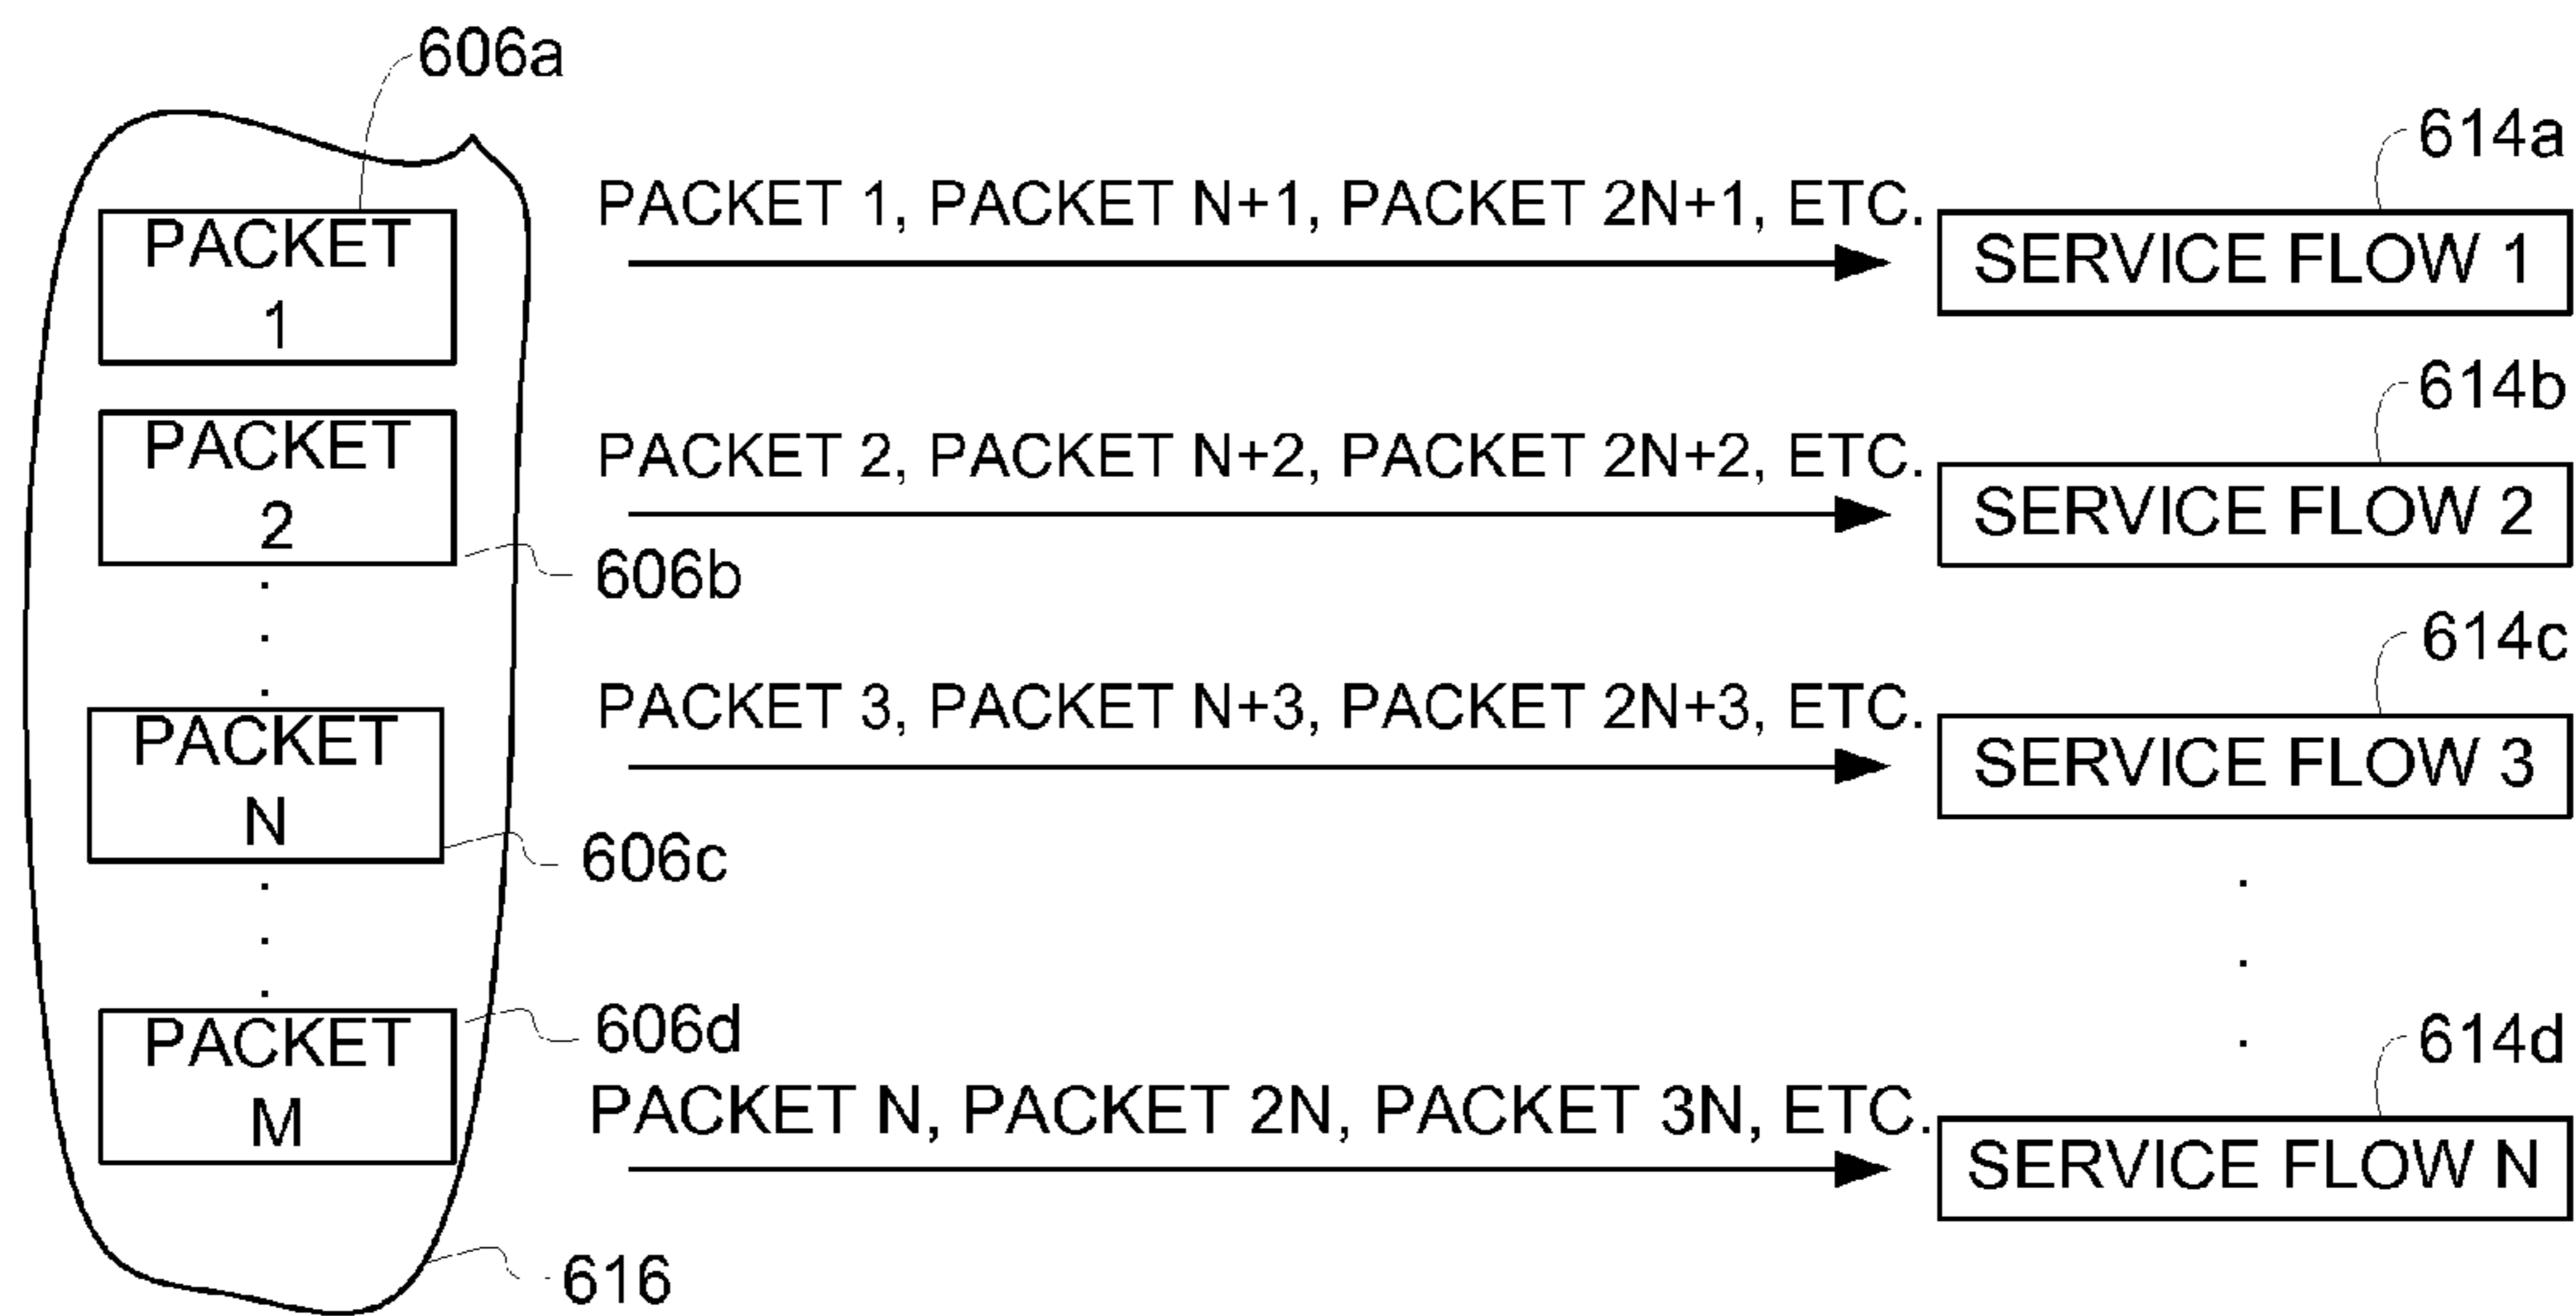 606a
614a
PACKET 1, PACKET N+1, PACKET 2N+1, ETC.
PACKET
1
SERVICE FLOW 1
614b
PACKET
2
PACKET 2, PACKET N+2, PACKET 2N+2, ETC.
SERVICE FLOW 2
606b
614c
PACKET 3, PACKET N+3, PACKET 2N+3, ETC.
PACKET
N
SERVICE FLOW 3
606c
606d
614d
PACKET
M
PACKET N, PACKET 2N, PACKET 3N, ETC.
SERVICE FLOW N
616